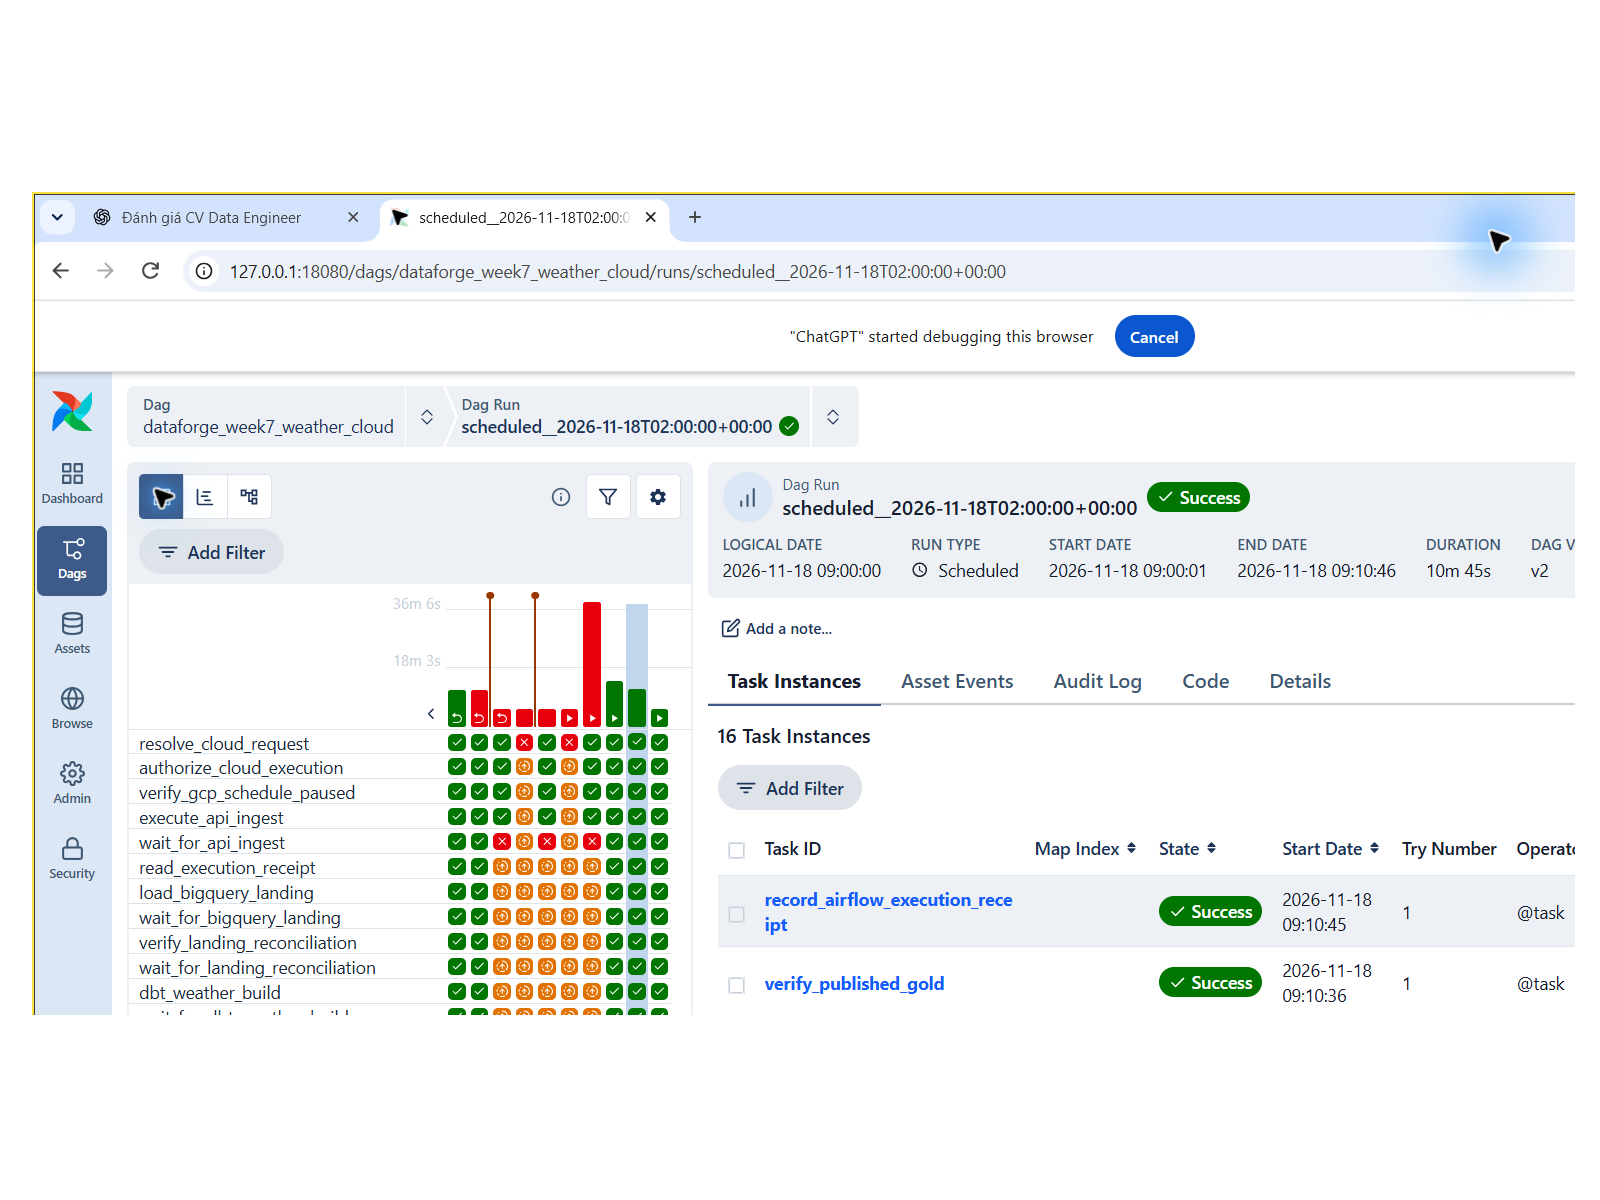 Đánh giá CV Data Engineer
scheduled__2026-11-18T02:00:0
127.0.0.1:18080/dags/dataforge_week7_weather_cloud/runs/scheduled__2026-11-18T02:00:00+00:00
"ChatGPT" started debugging this browser
Cancel
Dag
dataforge_week7_weather_cloud
Dag Run
scheduled__2026-11-18T02:00:00+00:00
Dashboard
Dags
Assets
Browse
Admin
Security
Add Filter
36m 6s
18m 3s
resolve_cloud_request
authorize_cloud_execution
verify_gcp_schedule_paused
execute_api_ingest
wait_for_api_ingest
read_execution_receipt
load_bigquery_landing
wait_for_bigquery_landing
verify_landing_reconciliation
wait_for_landing_reconciliation
dbt_weather_build
Dag Run
scheduled__2026-11-18T02:00:00+00:00
Success
LOGICAL DATE
2026-11-18 09:00:00
RUN TYPE
Scheduled
START DATE
2026-11-18 09:00:01
END DATE
2026-11-18 09:10:46
DURATION
10m 45s
DAG V
v2
Add a note...
Task Instances
Asset Events
Audit Log
Code
Details
16 Task Instances
Add Filter
Task ID
Map Index
State
Start Date
Try Number
Operato
record_airflow_execution_rece
ipt
Success
2026-11-18
09:10:45
1
@task
verify_published_gold
Success
2026-11-18
09:10:36
1
@task